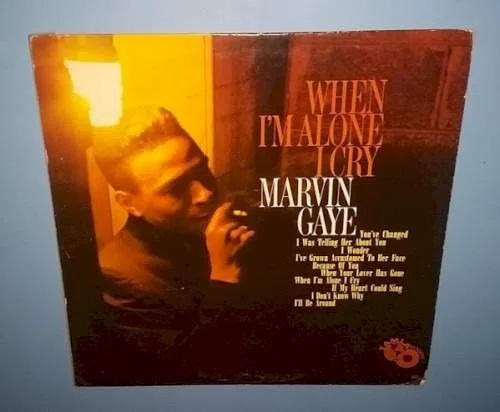 WHEN
I'M ALONE
I CRY
MARVIN
GAYE
You've Changed
I Was Telling Her About You
I Wonder
I've Grown Accustomed To Her Face
Because Of You
When Your Lover Has Gone
When I'm Alone I Cry
If My Heart Could Sing
I Don't Know Why
I'll Be Around